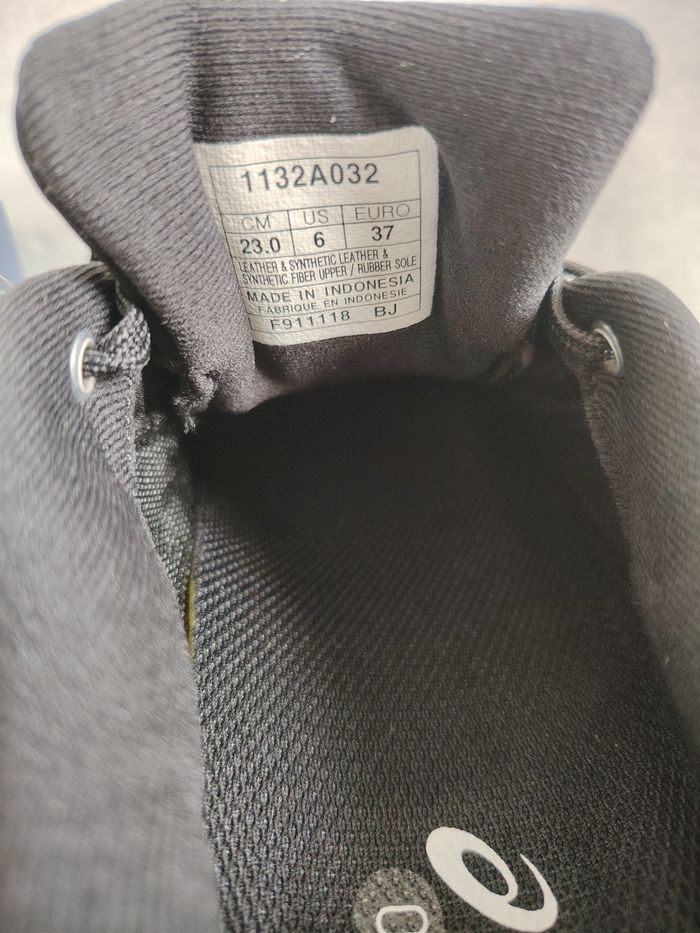 1132A032
CM US EURO
23.0 6 37
LEATHER & SYNTHETIC LEATHER &
SYNTHETIC FIBER UPPER / RUBBER SOLE
MADE IN INDONESIA
FABRIQUE EN INDONESIE
F911118 BJ